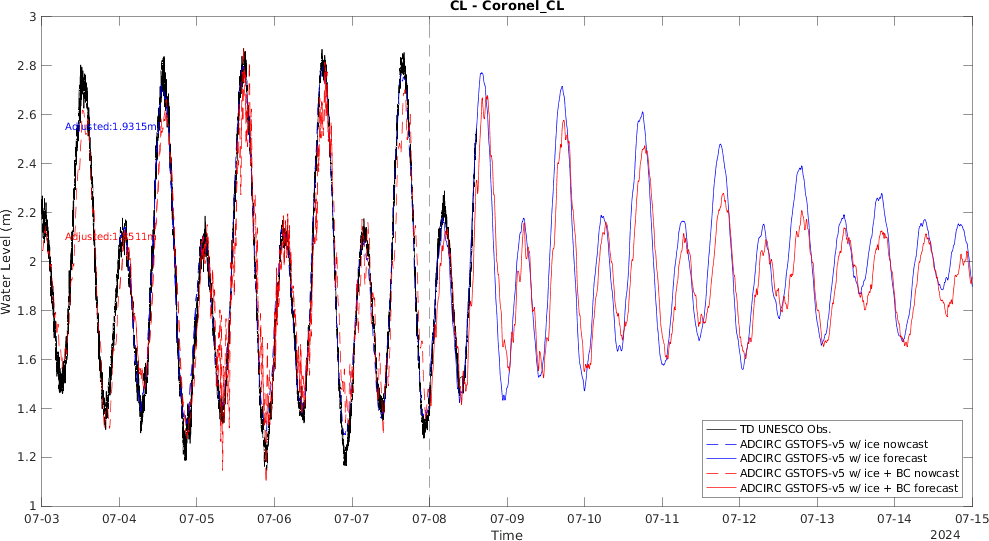 CL - Coronel_CL
3
2.8
2.6
2.4
2.2
2
1.8
1.6
1.4
1.2
1
Water Level (m)
Adjusted:1.9315m
TD UNESCO Obs.
ADCIRC GSTOFS-v5 w/ ice nowcast
ADCIRC GSTOFS-v5 w/ ice forecast
ADCIRC GSTOFS-v5 w/ ice + BC nowcast
ADCIRC GSTOFS-v5 w/ ice + BC forecast
07-03 07-04 07-05 07-06 07-07 07-08 07-09 07-10 07-11 07-12 07-13 07-14 07-15
Time
2024